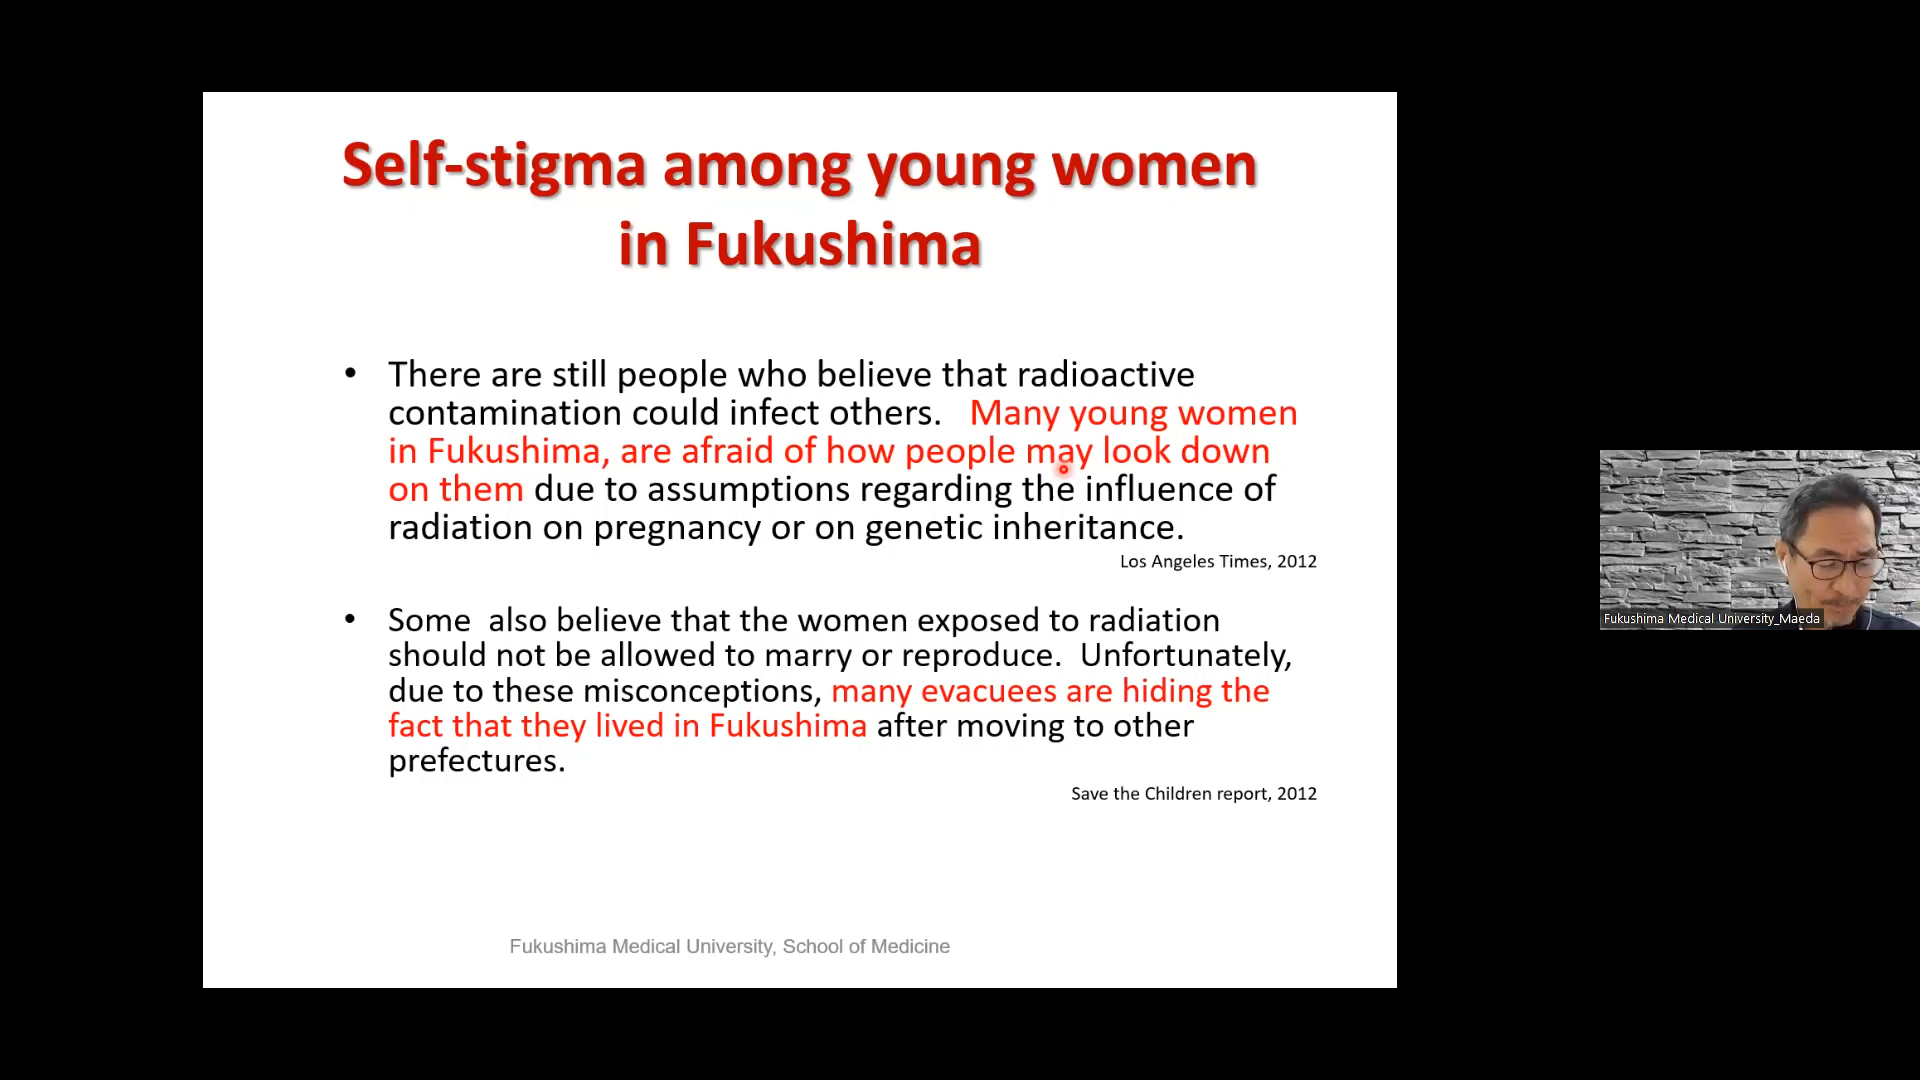 Self-stigma among young women
in Fukushima
• There are still people who believe that radioactive
contamination could infect others. Many young women
in Fukushima, are afraid of how people may look down
on them due to assumptions regarding the influence of
radiation on pregnancy or on genetic inheritance.
Los Angeles Times, 2012
• Some also believe that the women exposed to radiation
should not be allowed to marry or reproduce. Unfortunately,
due to these misconceptions, many evacuees are hiding the
fact that they lived in Fukushima after moving to other
prefectures.
Save the Children report, 2012
Fukushima Medical University, School of Medicine
Fukushima Medical University_Maeda